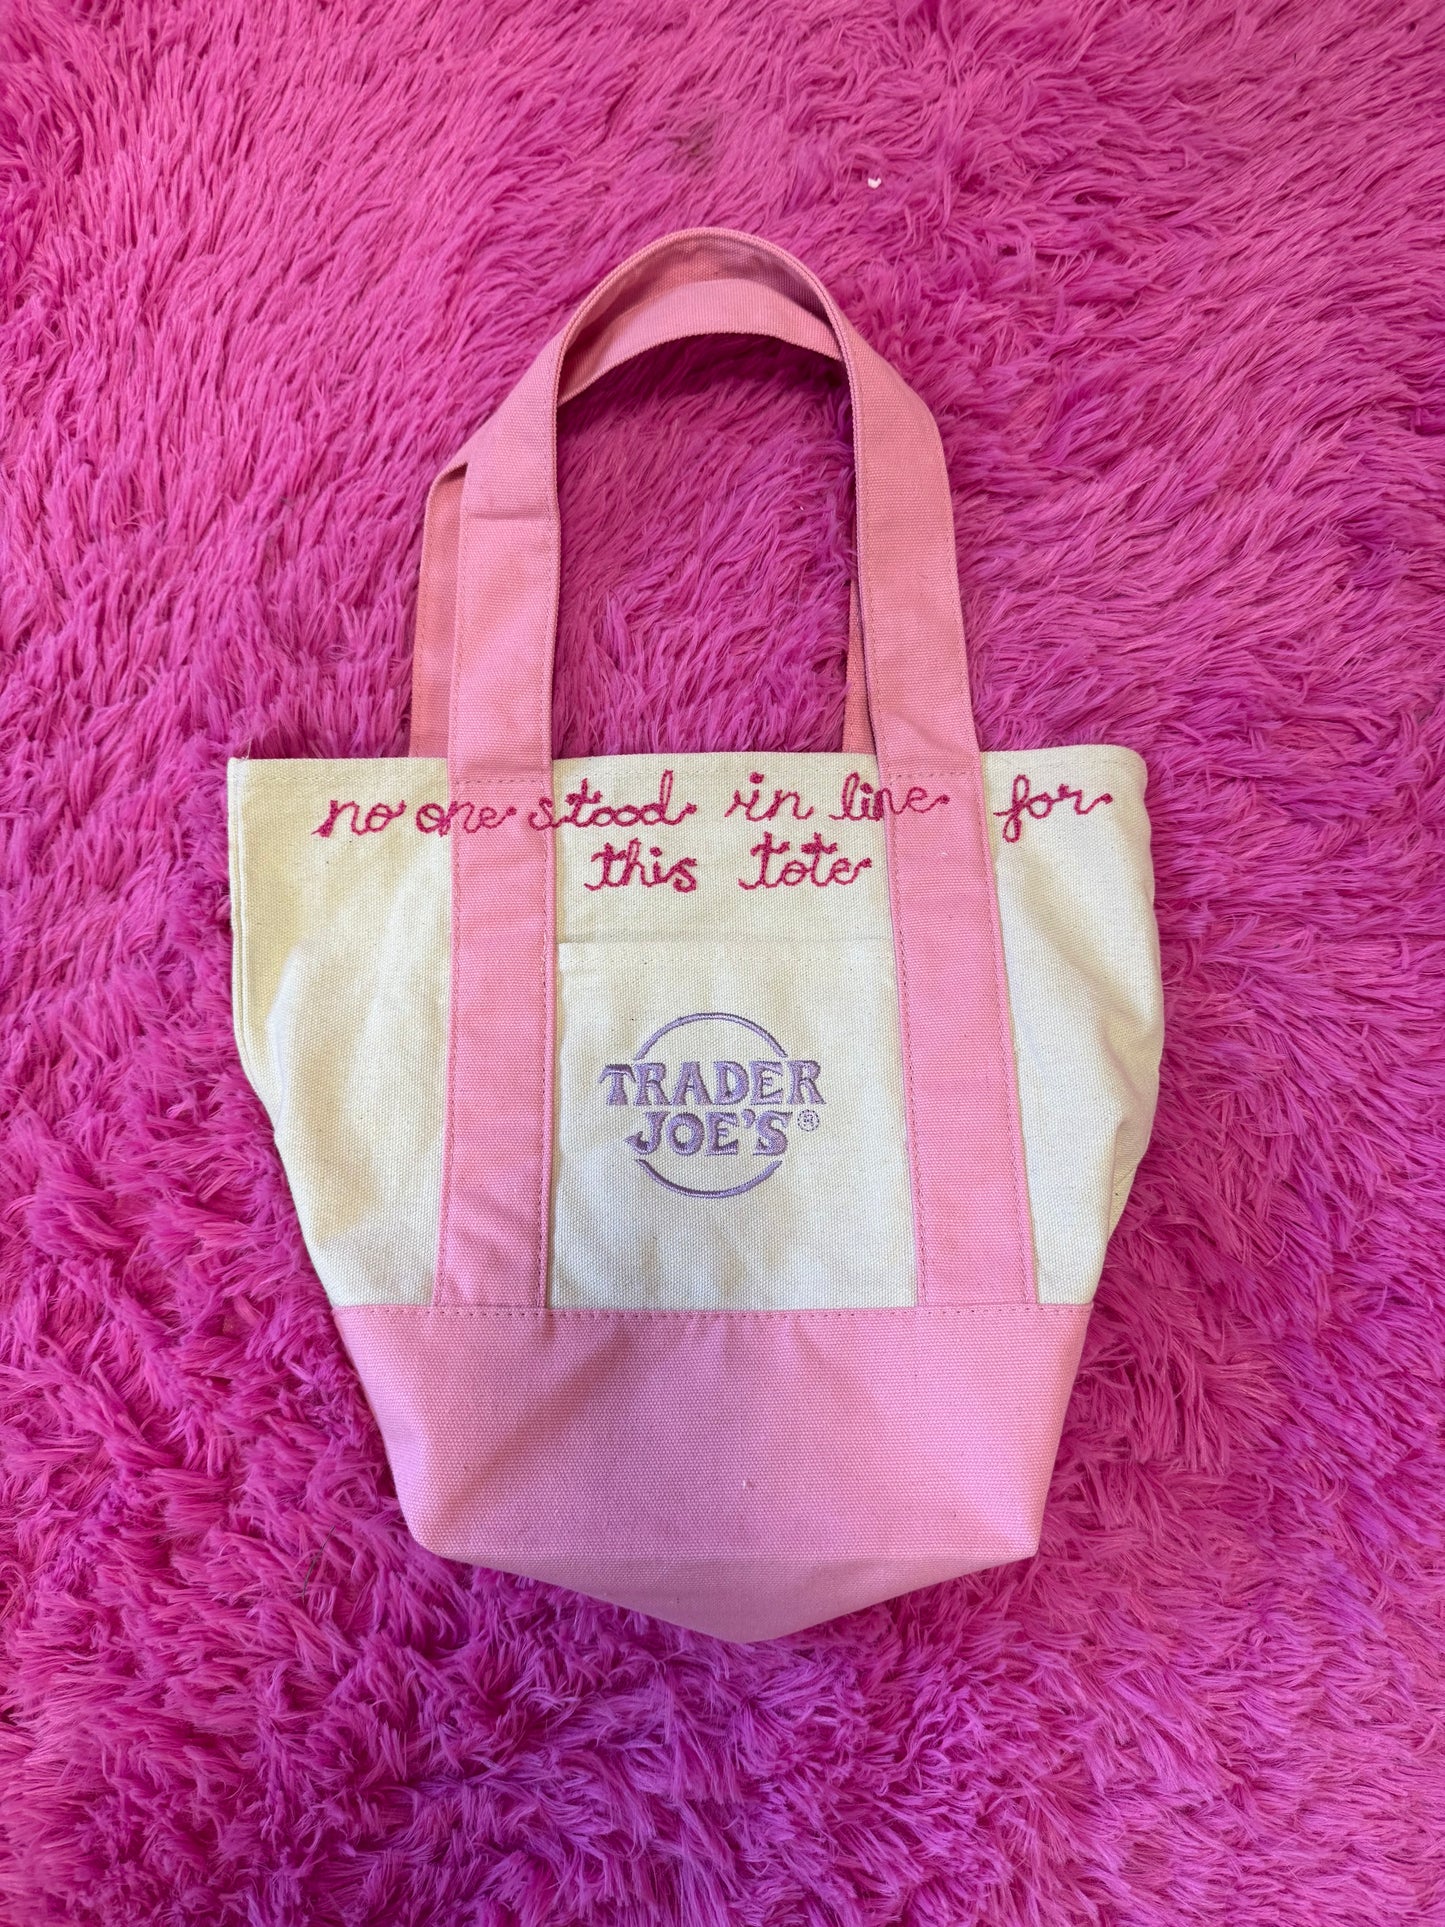 no one stood in line for
this tote
TRADER
JOE'S®